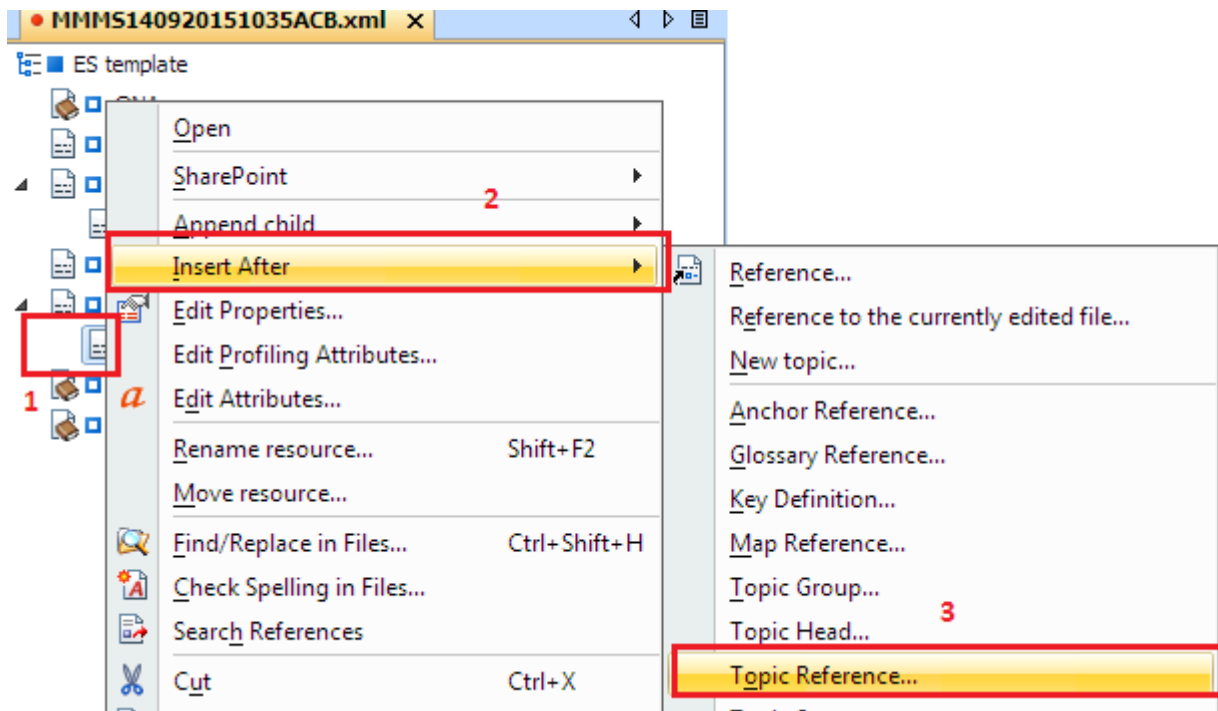 MMMS140920151035ACB.xml
ES template
Open
SharePoint
2
Append child
Insert After
Edit Properties...
Edit Profiling Attributes...
1
a Edit Attributes...
Rename resource... Shift+F2
Move resource...
Find/Replace in Files... Ctrl+Shift+H
Check Spelling in Files...
Search References
Cut Ctrl+X
Reference...
Reference to the currently edited file...
New topic...
Anchor Reference...
Glossary Reference...
Key Definition...
Map Reference...
Topic Group...
3
Topic Head...
Topic Reference...